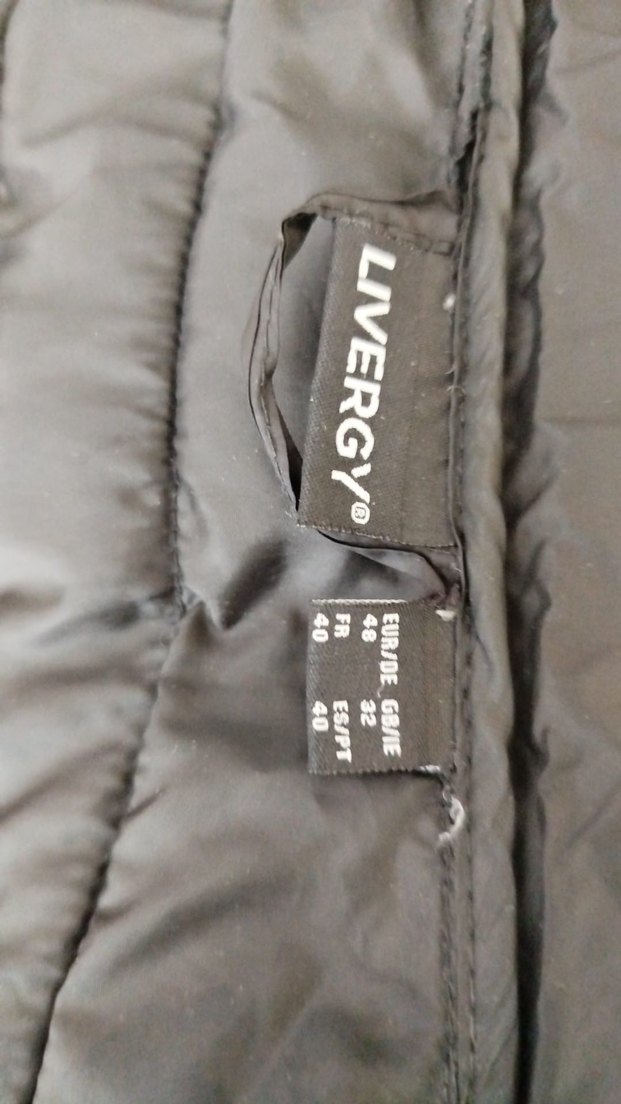 LIVERGY®
EUR/DE GB/IE
48 32
FR ES/PT
40 40